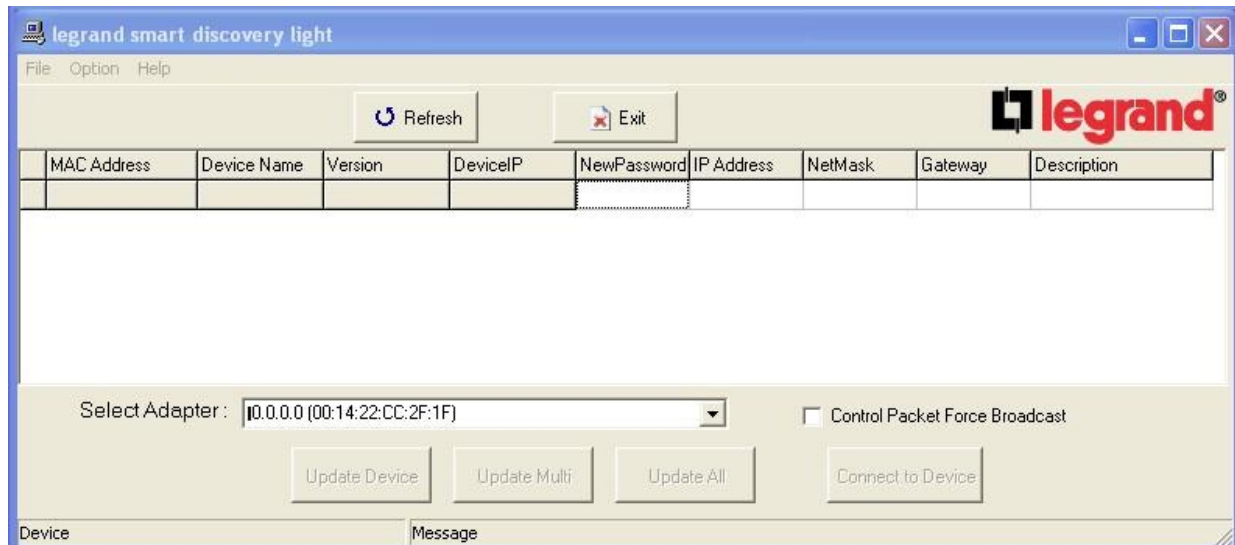 legrand smart discovery light
File Option Help
Refresh Exit legrand®
MAC Address Device Name Version DeviceIP NewPassword IP Address NetMask Gateway Description
Select Adapter : 0.0.0.0 (00:14:22:CC:2F:1F) Control Packet Force Broadcast
Update Device Update Multi Update All Connect to Device
Device Message